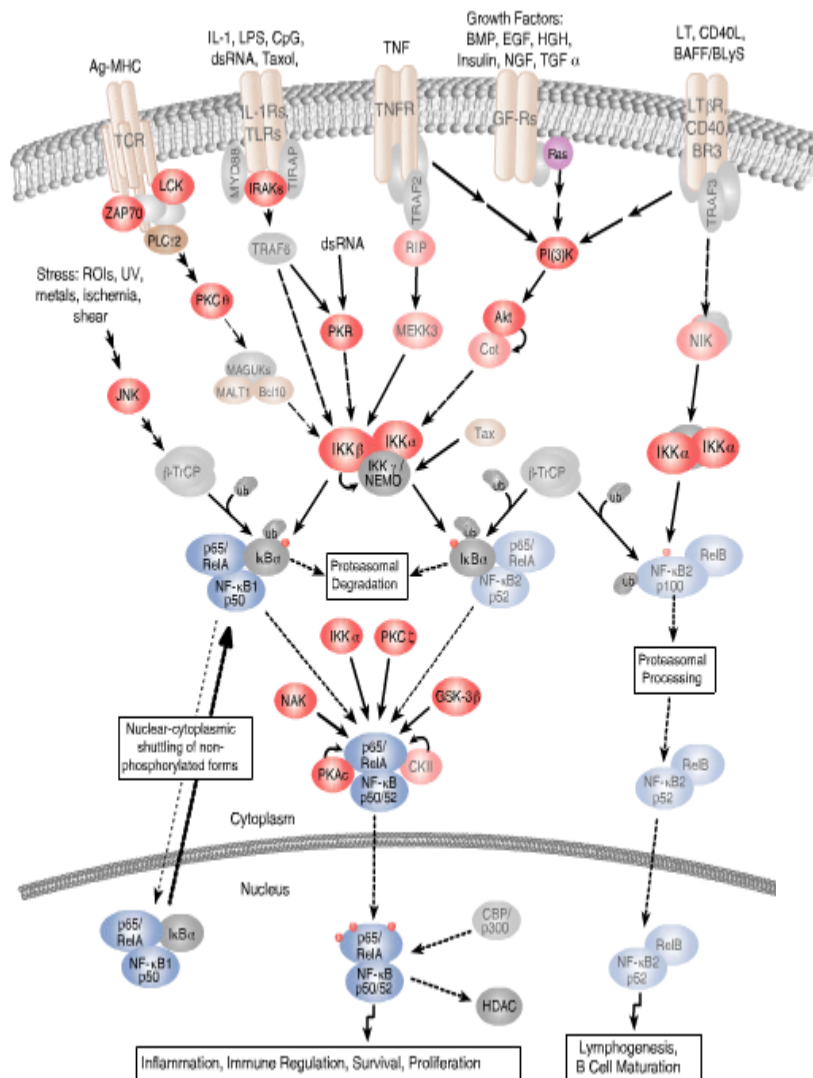 Growth Factors:
BMP, EGF, HGH,
Insulin, NGF, TGF α
IL-1, LPS, CpG,
dsRNA, Taxol,
TNF
LT, CD40L,
BAFF/BLyS
Ag-MHC
TCR
IL-1Rs,
TLRs
TNFR
GF-Rs
LTβR,
CD40,
BR3
MYD88
TIRAP
IRAKs
TRAF2
Ras
TRAF3
LCK
ZAP70
PLCγ2
TRAF6
dsRNA
RIP
PI(3)K
Stress: ROIs, UV,
metals, ischemia,
shear
PKCθ
PKR
MEKK3
Akt
Cot
NIK
MAGUKs
MALT1
Bcl10
JNK
IKKβ
IKKα
IKKγ/
NEMO
Tax
IKKα
IKKα
β-TrCP
β-TrCP
ub
ub
ub
ub
ub
p65/
RelA
IκBα
NF-κB1
p50
Proteasomal
Degradation
IκBα
p65/
RelA
NF-κB2
p52
ub
NF-κB2
p100
RelB
IKKα
PKCζ
Proteasomal
Processing
NAK
GSK-3β
Nuclear-cytoplasmic
shuttling of non-
phosphorylated forms
p65/
RelA
PKAc
CKII
NF-κB
p50/52
RelB
NF-κB2
p52
Cytoplasm
Nucleus
p65/
RelA
IκBα
NF-κB1
p50
p65/
RelA
NF-κB
p50/52
CBP/
p300
HDAC
RelB
NF-κB2
p52
Inflammation, Immune Regulation, Survival, Proliferation
Lymphogenesis,
B Cell Maturation